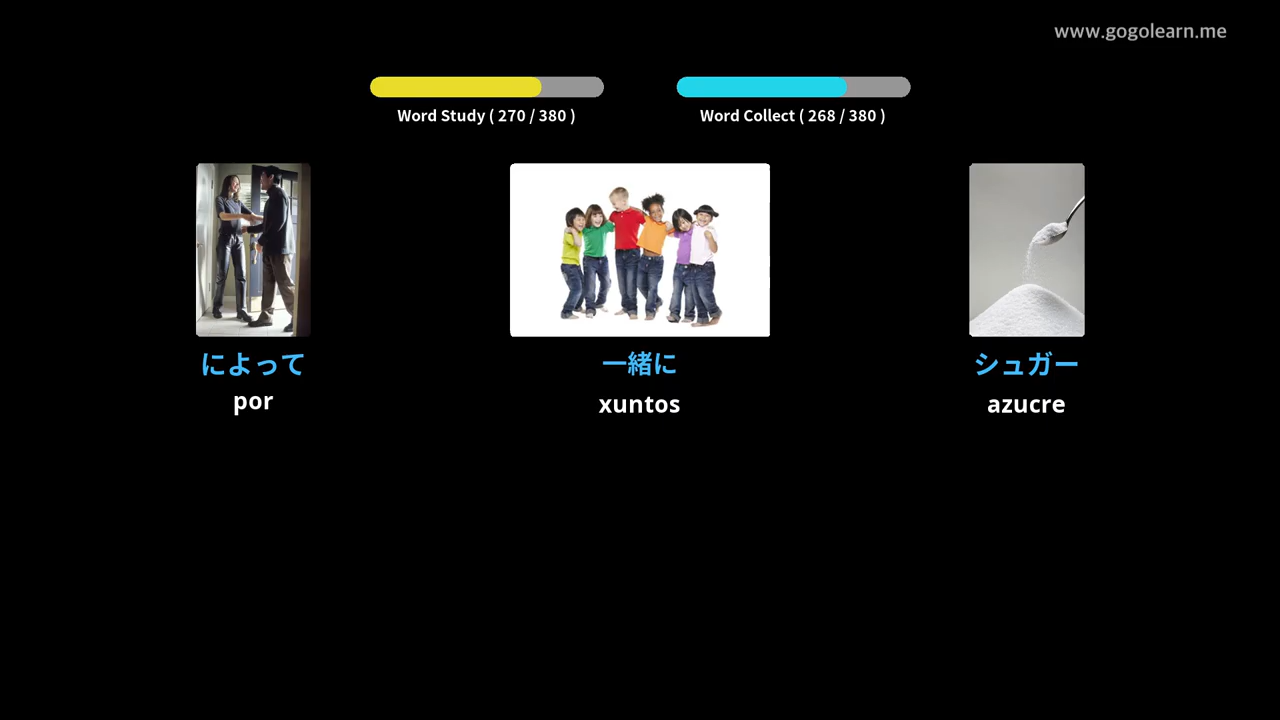 www.gogolearn.me
Word Study ( 270 / 380 )
Word Collect ( 268 / 380 )
によって
por
一緒に
xuntos
シュガー
azucre